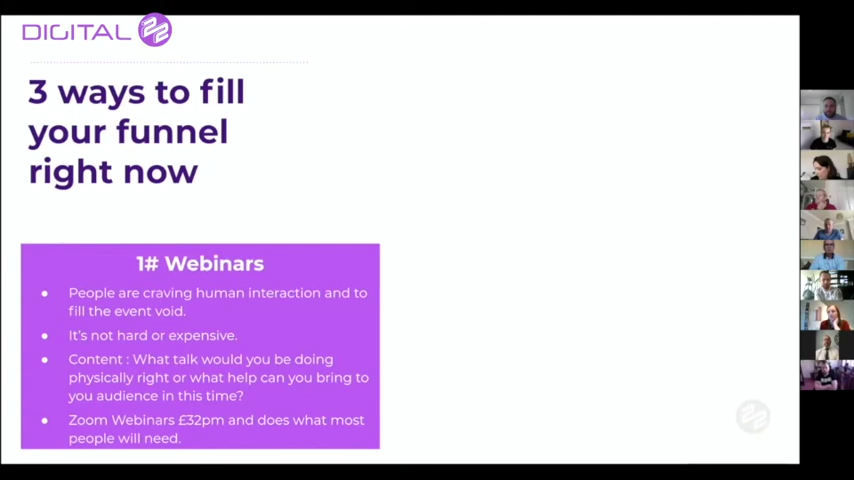 DIGITAL 22
3 ways to fill
your funnel
right now
1# Webinars
● People are craving human interaction and to
fill the event void.
● It's not hard or expensive.
● Content : What talk would you be doing
physically right or what help can you bring to
you audience in this time?
● Zoom Webinars £32pm and does what most
people will need.
22